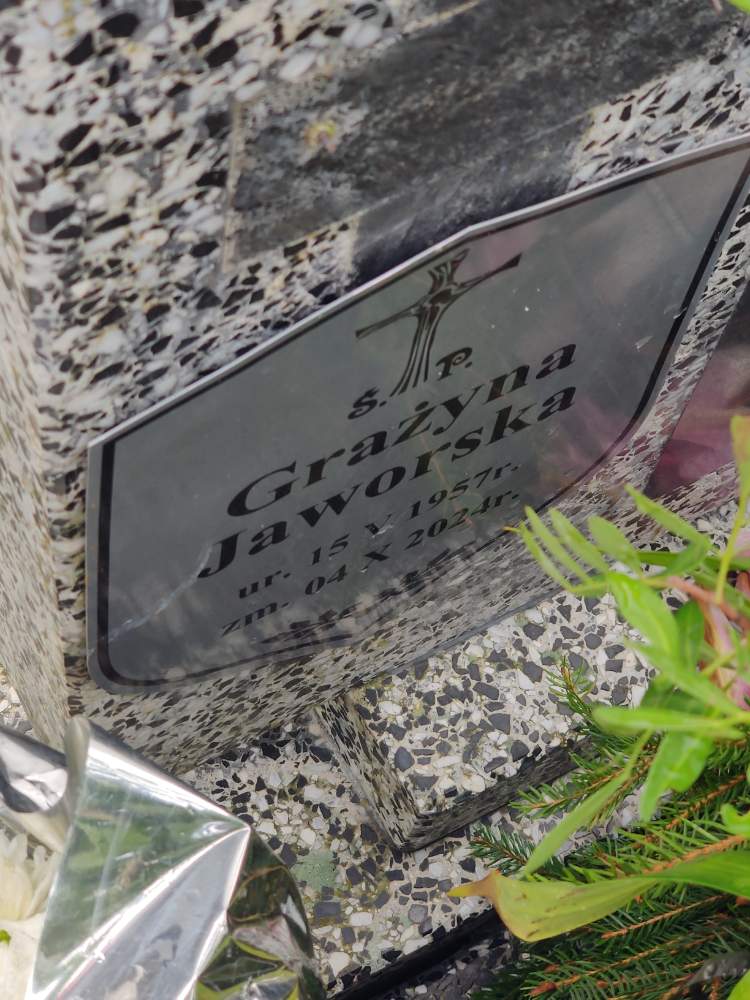 Ś. P.
Grażyna
Jaworska
ur. 15 V 1957r.
zm. 04 X 2024r.